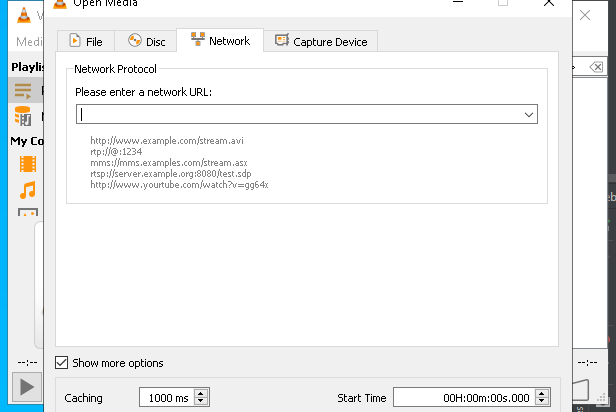 Open Media
Medi
File
Disc
Network
Capture Device
Playlis
Network Protocol
Please enter a network URL:
My Co
http://www.example.com/stream.avi
rtp://@:1234
mms://mms.examples.com/stream.asx
rtsp://server.example.org:8080/test.sdp
http://www.yourtube.com/watch?v=gg64x
--:--
Show more options
--:--
Caching
1000 ms
Start Time
00H:00m:00s.000